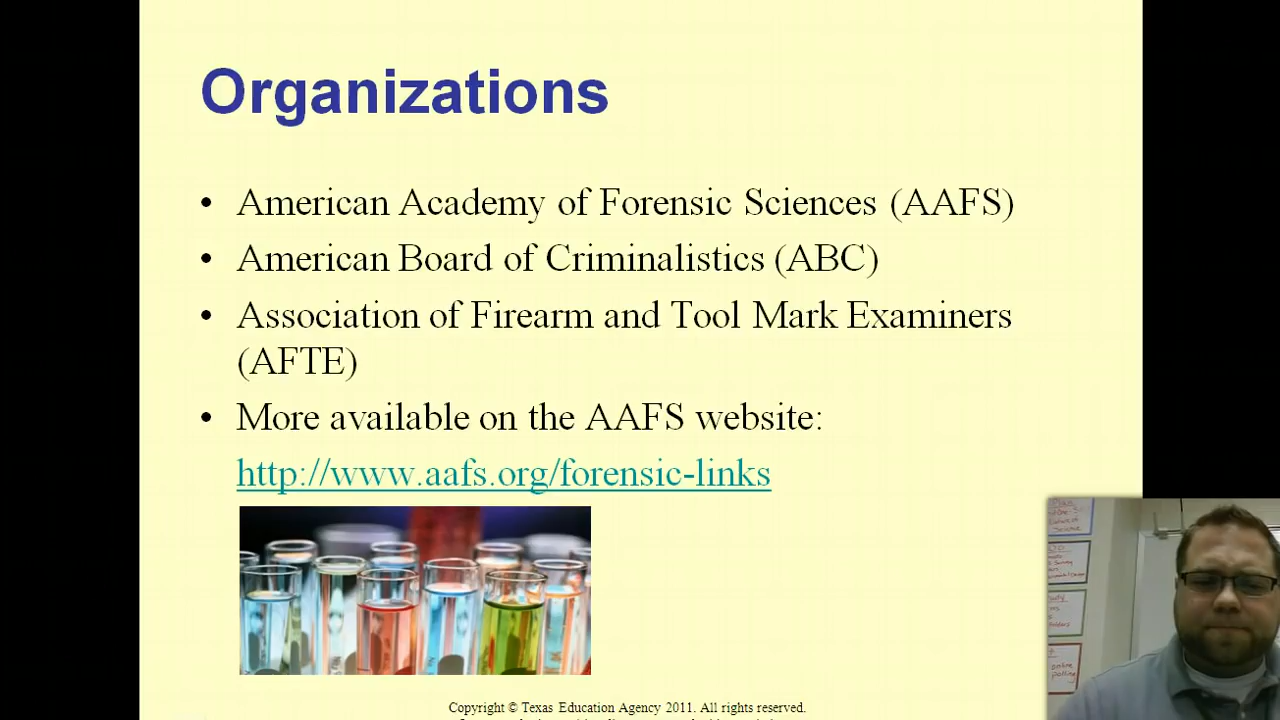 Organizations
• American Academy of Forensic Sciences (AAFS)
• American Board of Criminalistics (ABC)
• Association of Firearm and Tool Mark Examiners
(AFTE)
• More available on the AAFS website:
http://www.aafs.org/forensic-links
Copyright © Texas Education Agency 2011. All rights reserved.
online